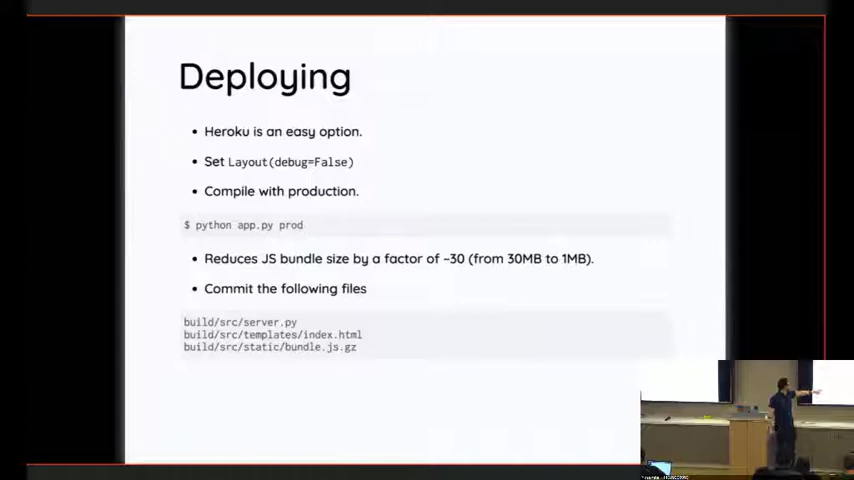 Deploying
• Heroku is an easy option.
• Set Layout(debug=False)
• Compile with production.
$ python app.py prod
• Reduces JS bundle size by a factor of ~30 (from 30MB to 1MB).
• Commit the following files
build/src/server.py
build/src/templates/index.html
build/src/static/bundle.js.gz